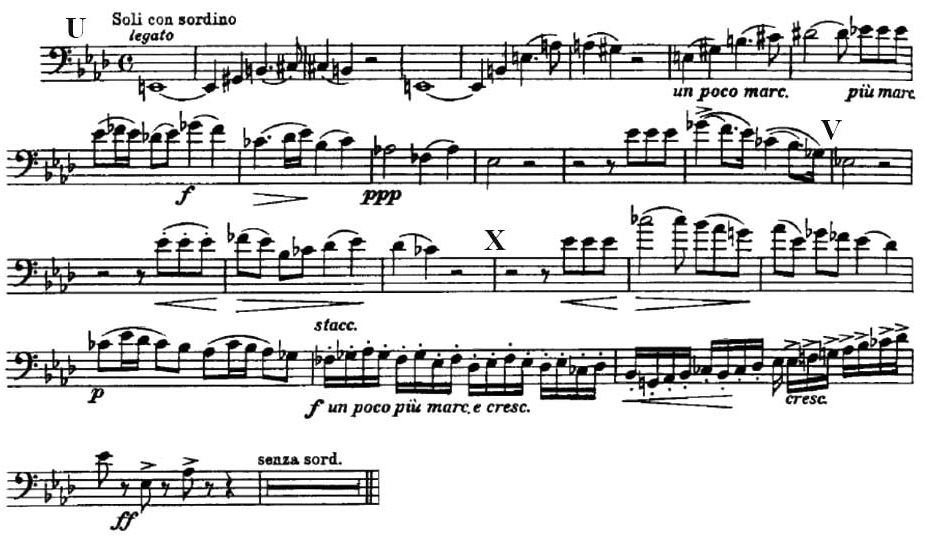 U Soli con sordino
legato
un poco marc. più marc.
V
f ppp
X
stacc.
p f un poco più marc. e cresc. cresc.
senza sord.
ff